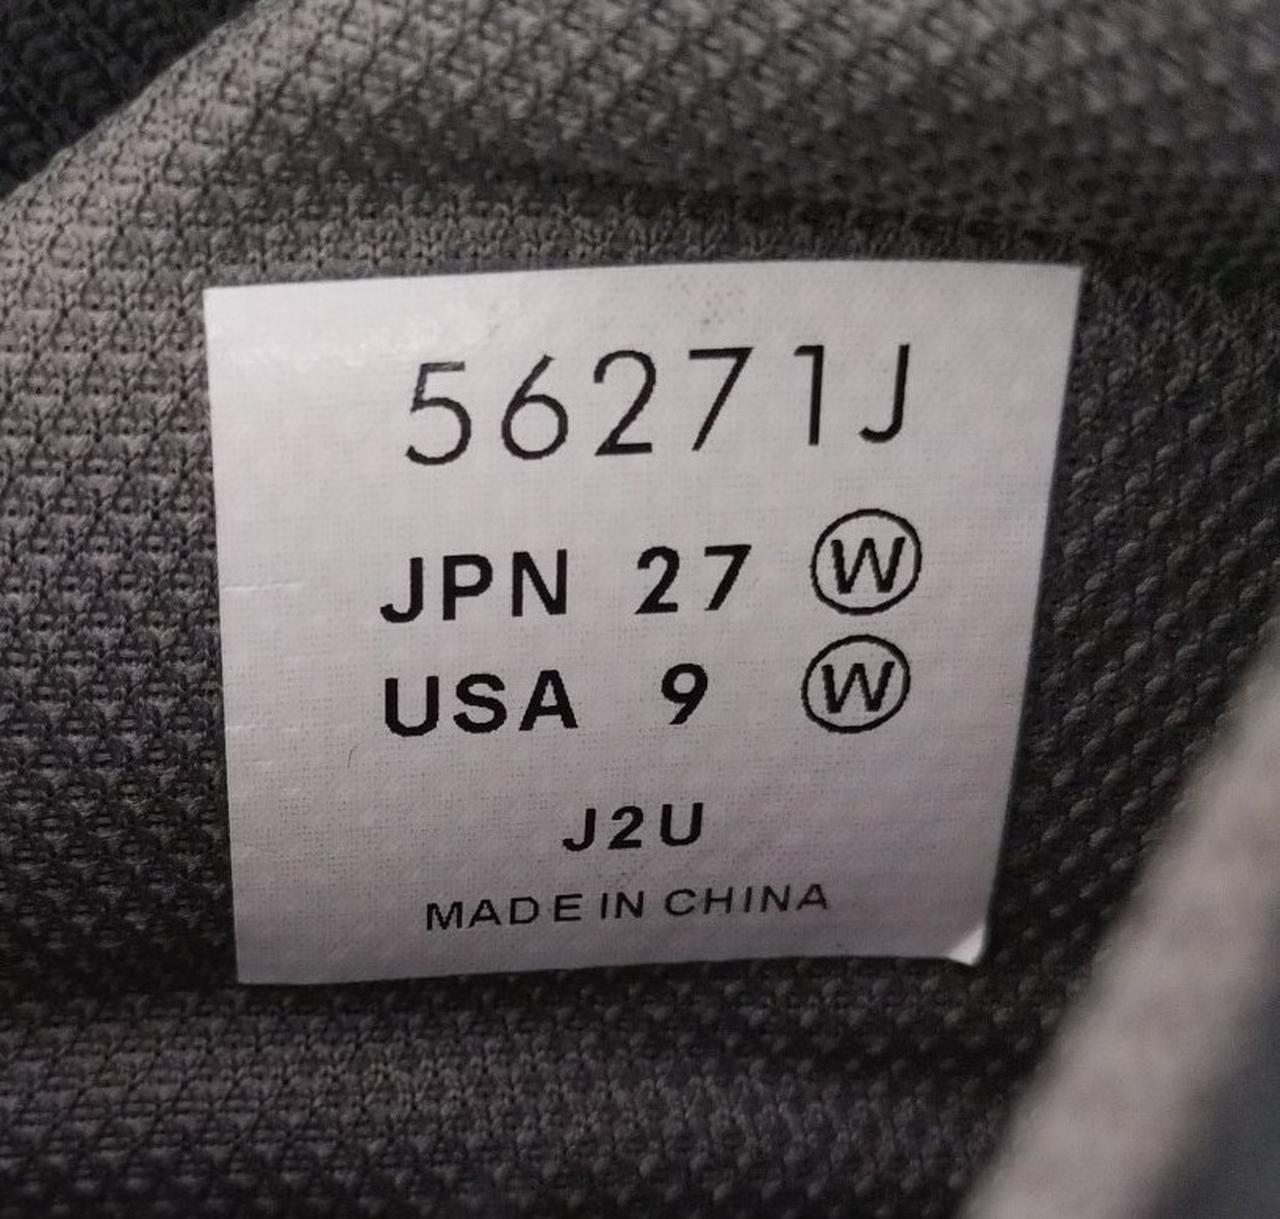 56271J
JPN 27 Ⓦ
USA 9 Ⓦ
J2U
MADE IN CHINA